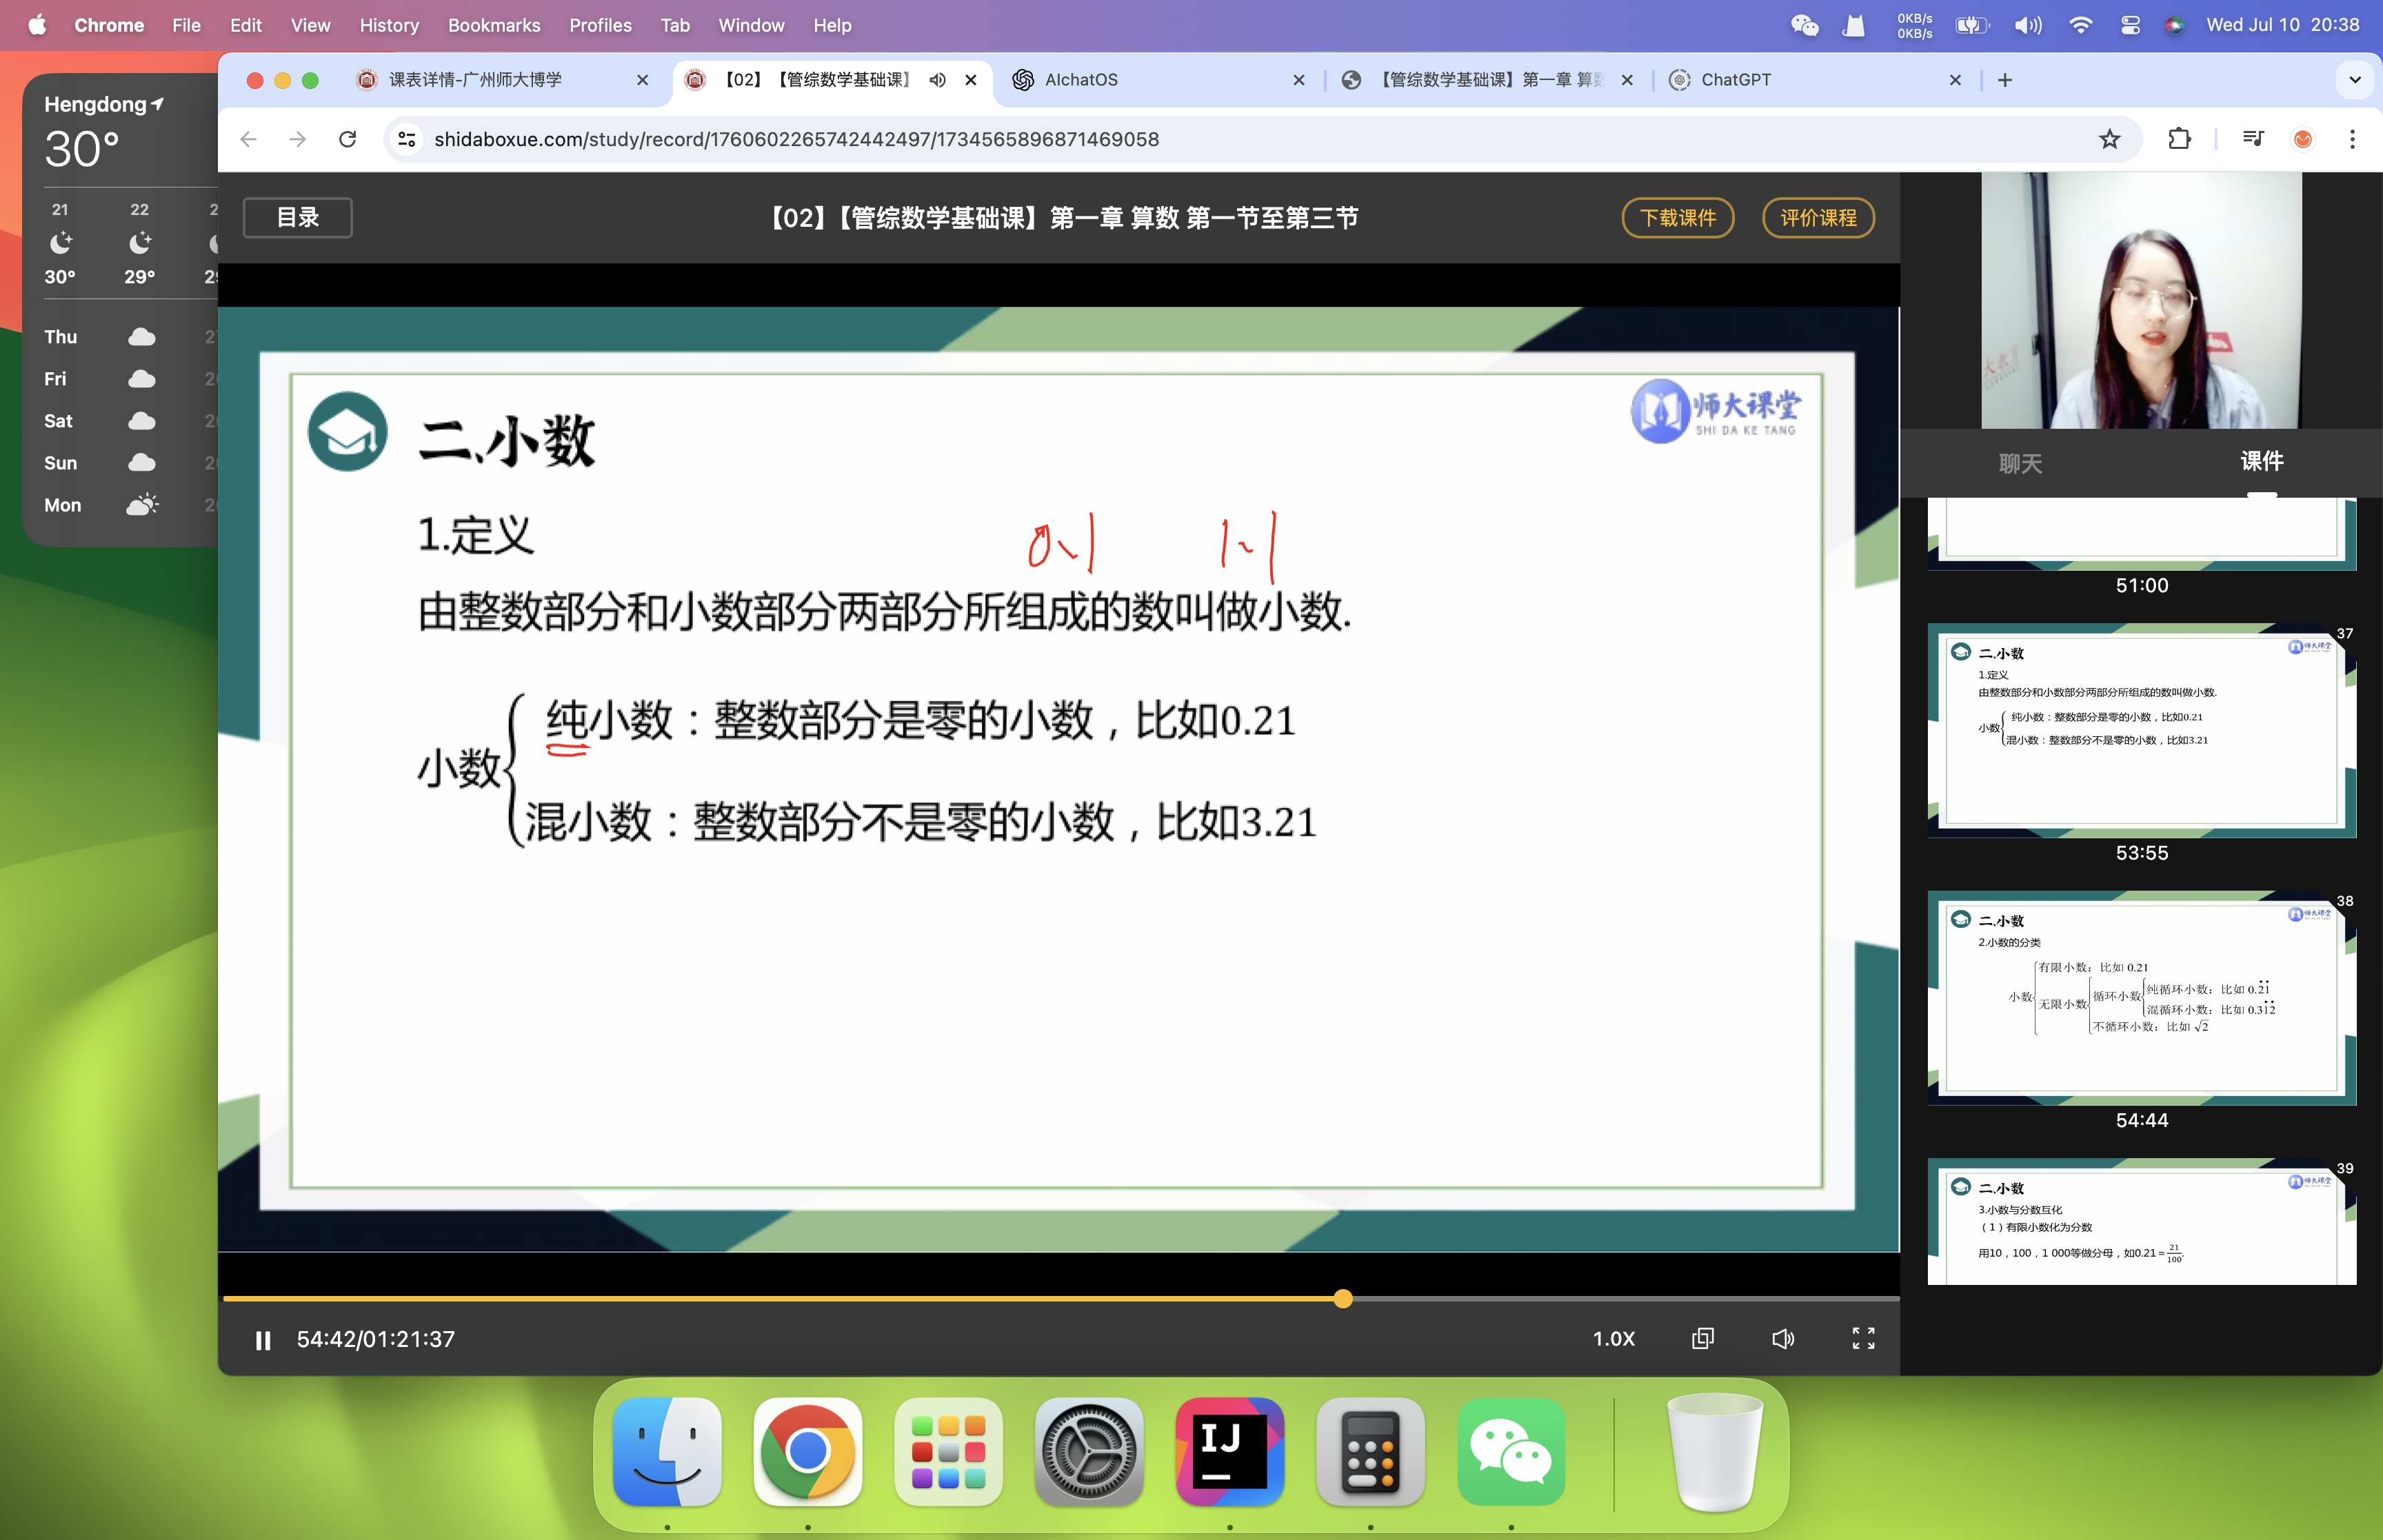 Chrome File Edit View History Bookmarks Profiles Tab Window Help
0KB/s
0KB/s
Wed Jul 10 20:38
Hengdong
30°
21 22
30° 29°
Thu
Fri
Sat
Sun
Mon
课表详情-广州师大博学
【02】【管综数学基础课】
AIchatOS
【管综数学基础课】第一章 算
ChatGPT
shidaboxue.com/study/record/1760602265742442497/1734565896871469058
目录
【02】【管综数学基础课】第一章 算数 第一节至第三节
下载课件
评价课程
二.小数
师大课堂
SHI DA KE TANG
1.定义
0.1 1.1
由整数部分和小数部分两部分所组成的数叫做小数.
小数
纯小数：整数部分是零的小数，比如0.21
混小数：整数部分不是零的小数，比如3.21
54:42/01:21:37
1.0X
聊天
课件
51:00
37
二.小数
师大课堂
1.定义
由整数部分和小数部分两部分所组成的数叫做小数.
小数
纯小数：整数部分是零的小数，比如0.21
混小数：整数部分不是零的小数，比如3.21
53:55
38
二.小数
师大课堂
2.小数的分类
小数
有限小数：比如 0.21
无限小数
循环小数
纯循环小数：比如 0.2̇1̇
混循环小数：比如 0.31̇2̇
不循环小数：比如 √2
54:44
39
二.小数
师大课堂
3.小数与分数互化
（1）有限小数化为分数
用10，100，1 000等做分母，如0.21=21/100.
IJ